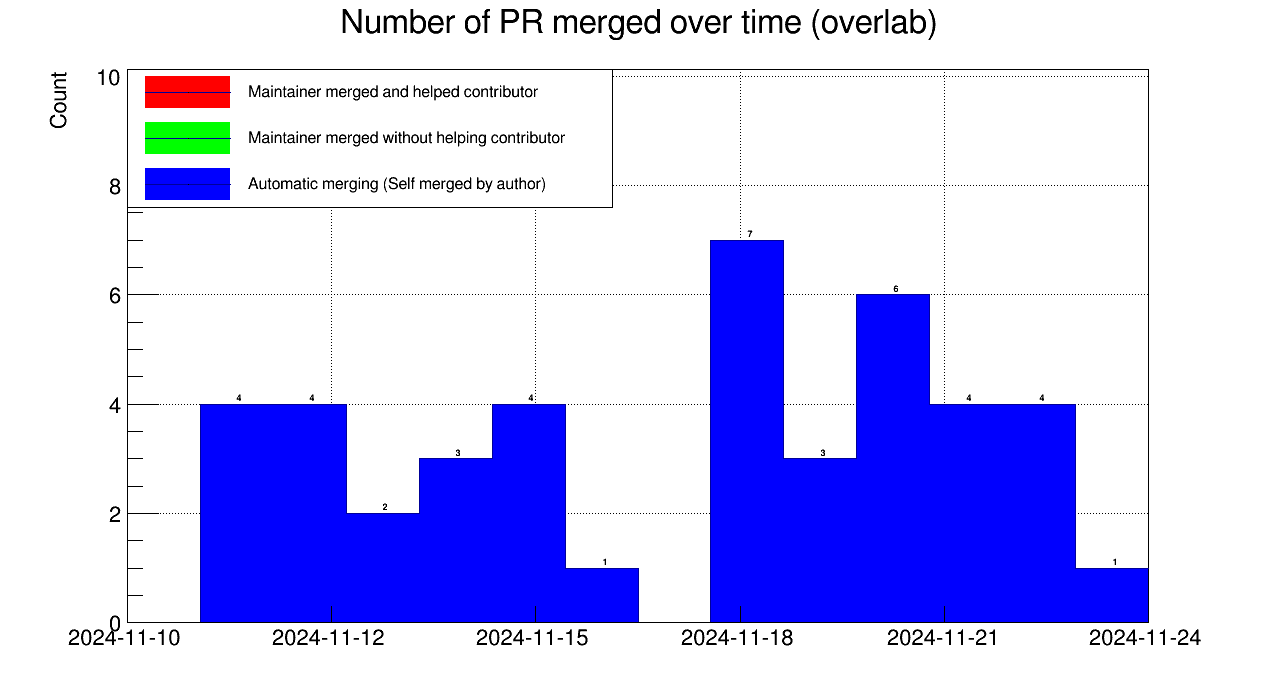 Number of PR merged over time (overlab)
Count
10
8
6
4
2
0
Maintainer merged and helped contributor
Maintainer merged without helping contributor
Automatic merging (Self merged by author)
4 4 2 3 4 1 7 3 6 4 4 1
2024-11-10 2024-11-12 2024-11-15 2024-11-18 2024-11-21 2024-11-24